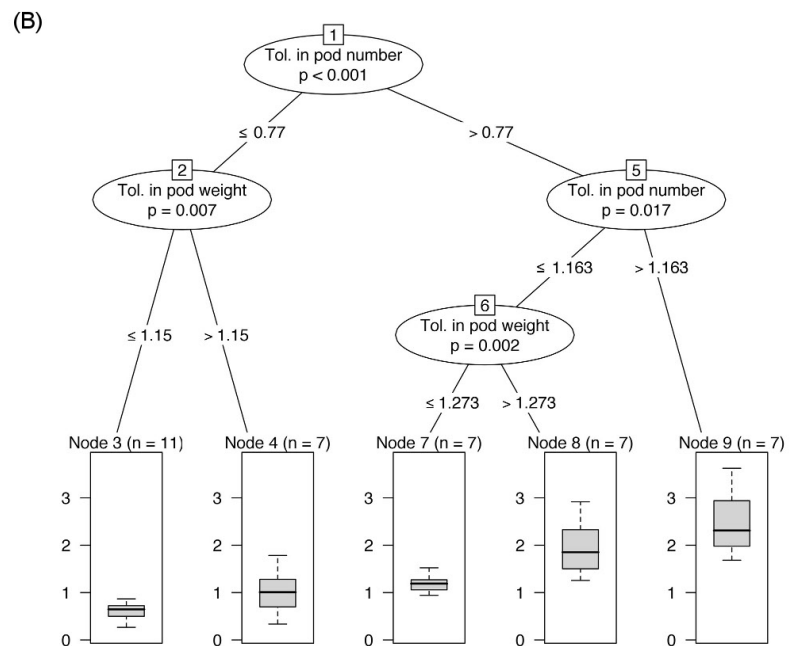 (B)
1
Tol. in pod number
p < 0.001
≤ 0.77
> 0.77
2
Tol. in pod weight
p = 0.007
5
Tol. in pod number
p = 0.017
≤ 1.163
> 1.163
6
Tol. in pod weight
p = 0.002
≤ 1.15
> 1.15
≤ 1.273
> 1.273
Node 3 (n = 11)
0
1
2
3
Node 4 (n = 7)
0
1
2
3
Node 7 (n = 7)
0
1
2
3
Node 8 (n = 7)
0
1
2
3
Node 9 (n = 7)
0
1
2
3